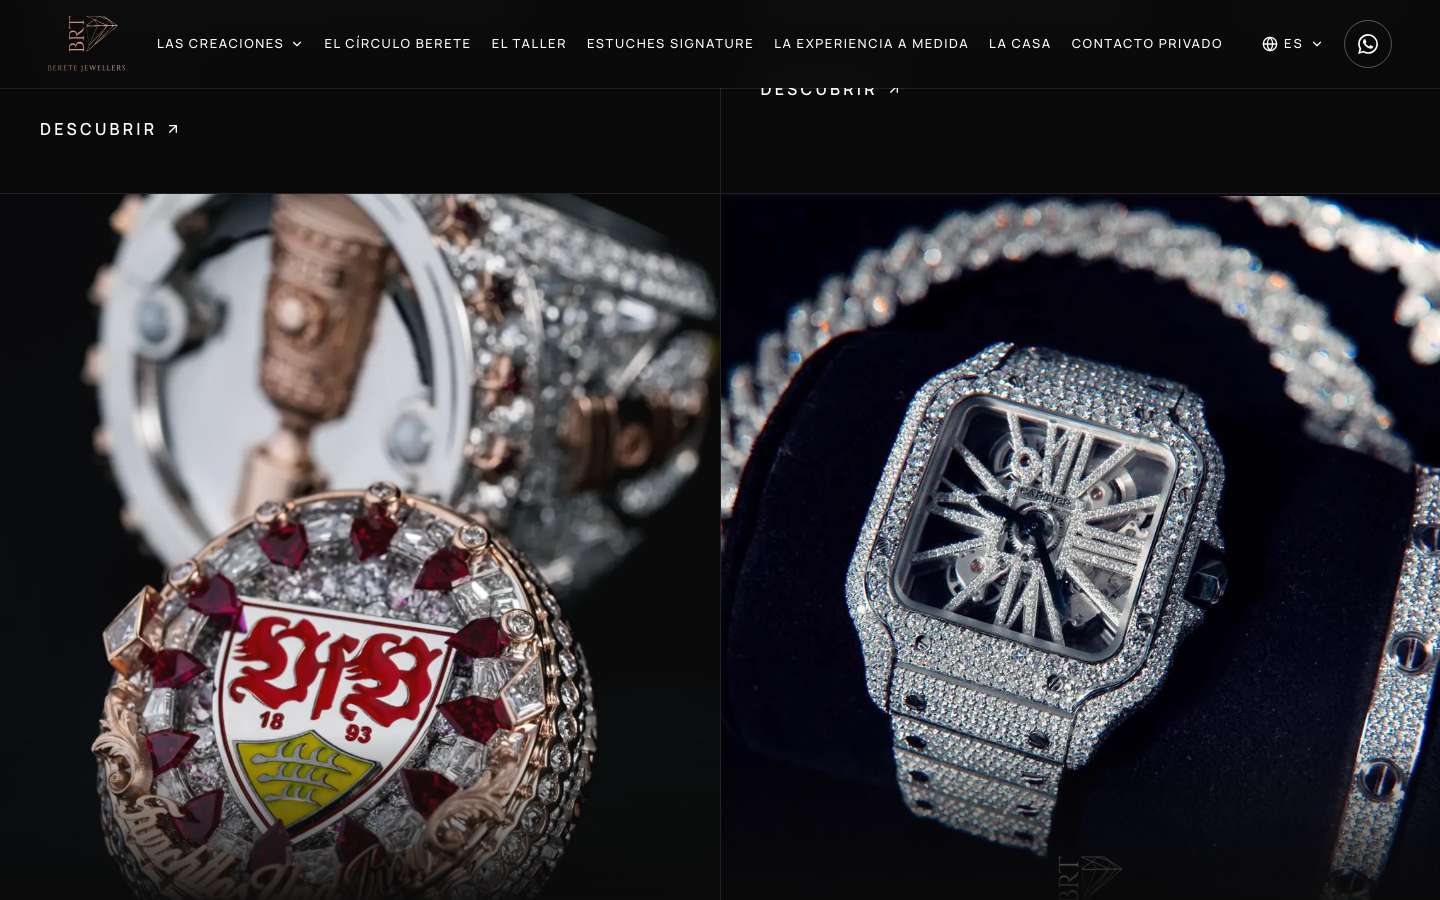 BRT
BERETE JEWELLERS
LAS CREACIONES
EL CÍRCULO BERETE
EL TALLER
ESTUCHES SIGNATURE
LA EXPERIENCIA A MEDIDA
LA CASA
CONTACTO PRIVADO
ES
DESCUBRIR
DESCUBRIR
CARTIER
VfB
18
93
BRT